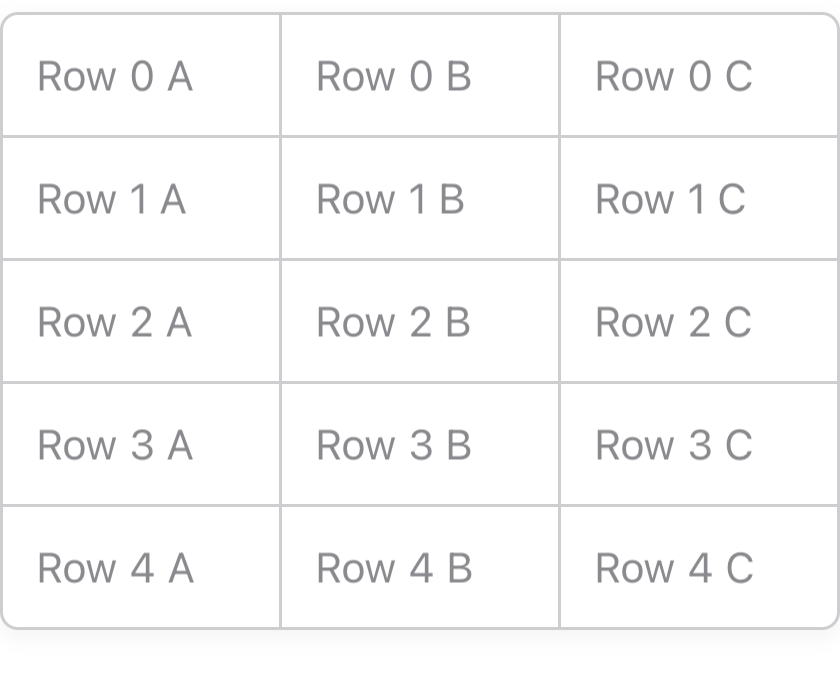 Row 0 A Row 0 B Row 0 C
Row 1 A Row 1 B Row 1 C
Row 2 A Row 2 B Row 2 C
Row 3 A Row 3 B Row 3 C
Row 4 A Row 4 B Row 4 C